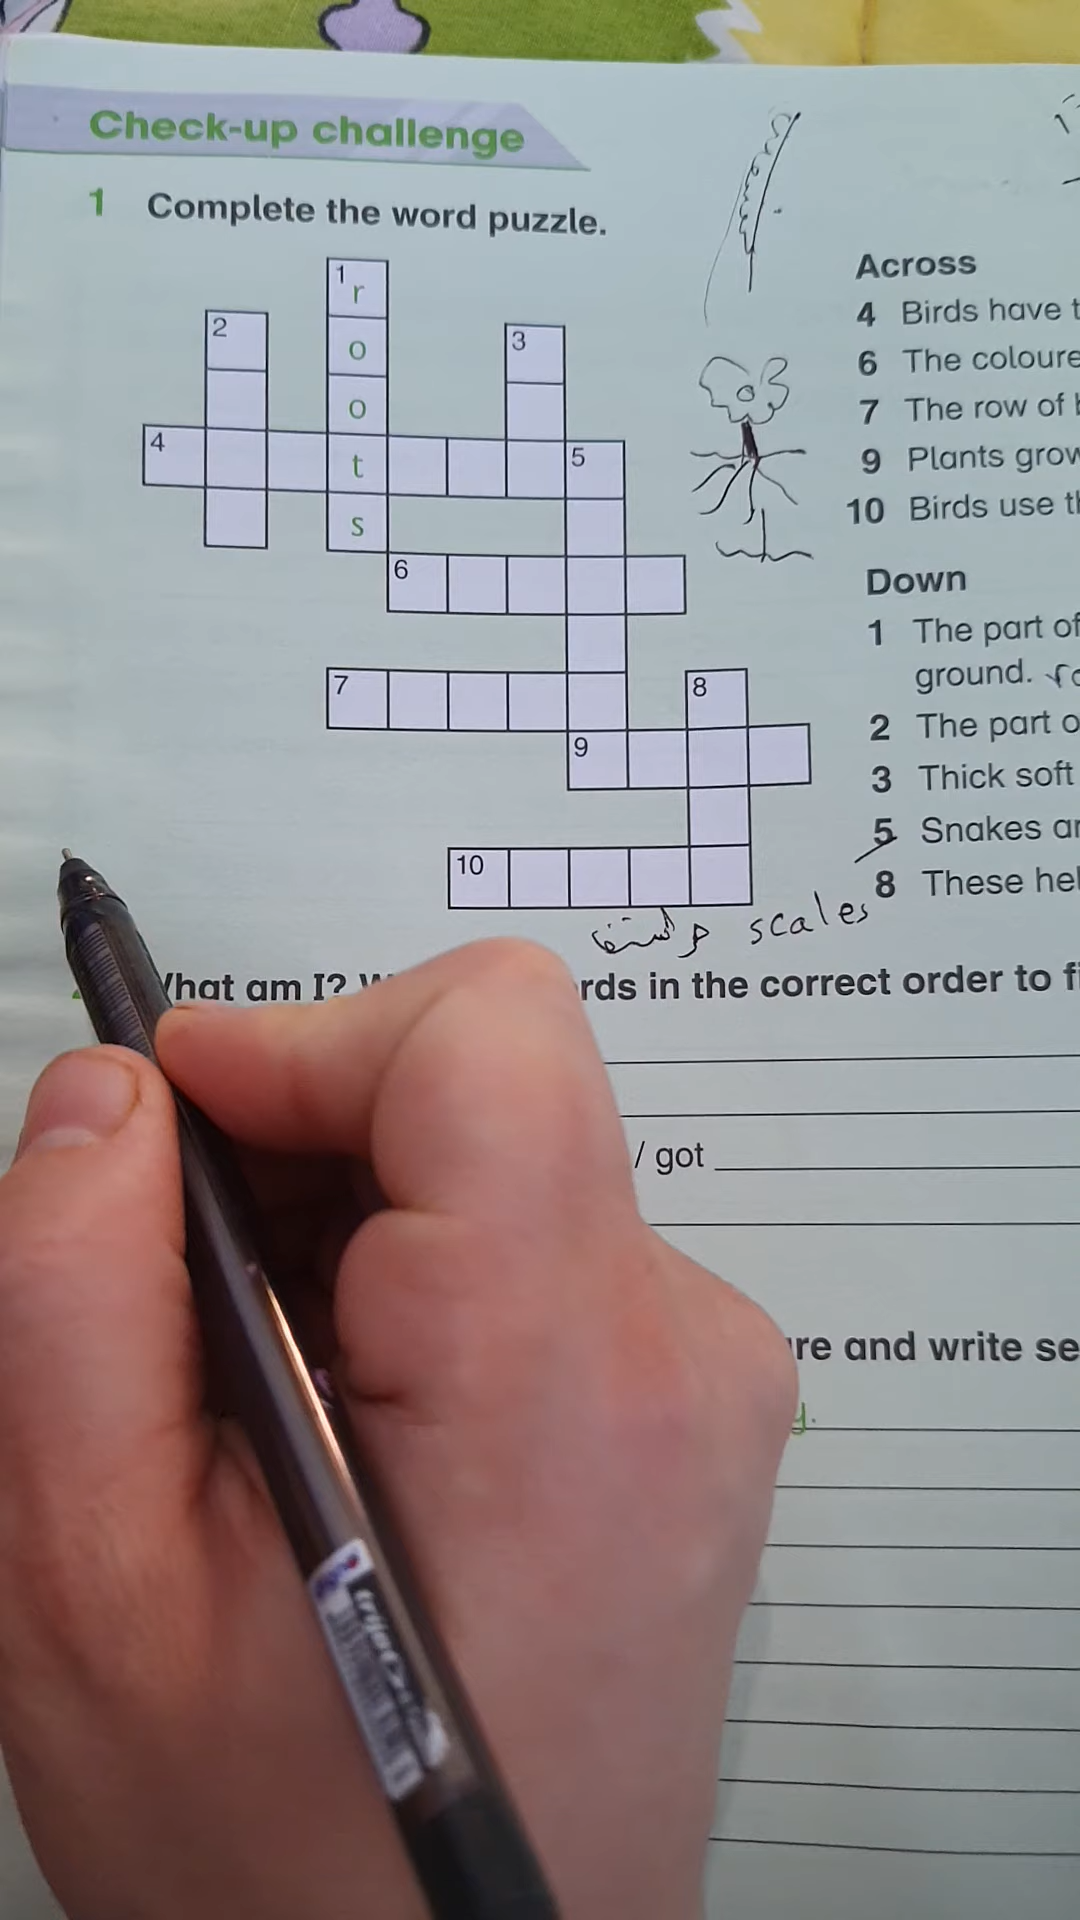 Check-up challenge
1 Complete the word puzzle.
1 r
2
o
3
o
4
t
5
s
6
7
8
9
10
Across
4 Birds have t
6 The coloure
7 The row of
9 Plants grow
10 Birds use th
Down
1 The part of
ground.
2 The part o
3 Thick soft
5 Snakes ar
8 These hel
scales
hat am I? W rds in the correct order to fi
/ got
re and write se
y.